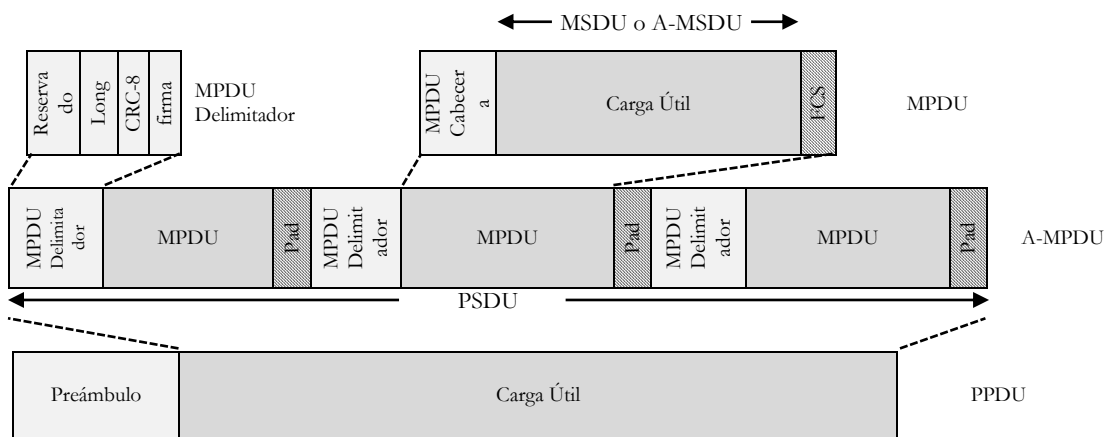 MSDU o A-MSDU
Reserva
do
Long
CRC-8
firma
MPDU
Delimitador
MPDU
Cabecer
a
Carga Útil
FCS
MPDU
MPDU
Delimita
dor
MPDU
Pad
MPDU
Delimit
ador
MPDU
Pad
MPDU
Delimit
ador
MPDU
Pad
A-MPDU
PSDU
Preámbulo
Carga Útil
PPDU